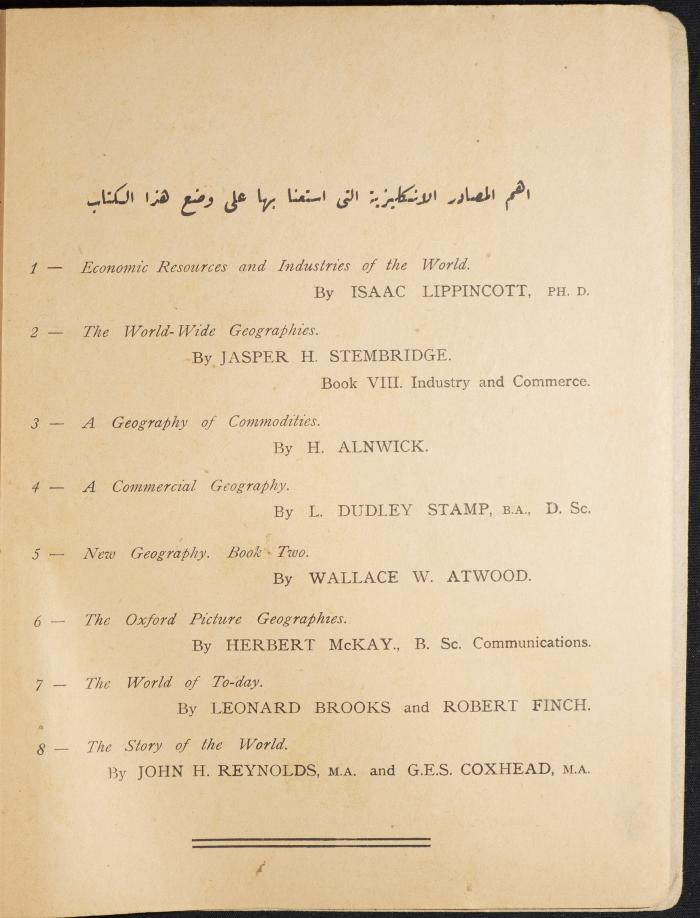 اهم المصادر الانكليزية التى استعنا بها على وضع هذا الكتاب
1 — Economic Resources and Industries of the World.
By ISAAC LIPPINCOTT, PH. D.
2 — The World-Wide Geographies.
By JASPER H. STEMBRIDGE.
Book VIII. Industry and Commerce.
3 — A Geography of Commodities.
By H. ALNWICK.
4 — A Commercial Geography.
By L. DUDLEY STAMP, B.A., D. Sc.
5 — New Geography. Book Two.
By WALLACE W. ATWOOD.
6 — The Oxford Picture Geographies.
By HERBERT McKAY., B. Sc. Communications.
7 — The World of To-day.
By LEONARD BROOKS and ROBERT FINCH.
8 — The Story of the World.
By JOHN H. REYNOLDS, M.A. and G.E.S. COXHEAD, M.A.